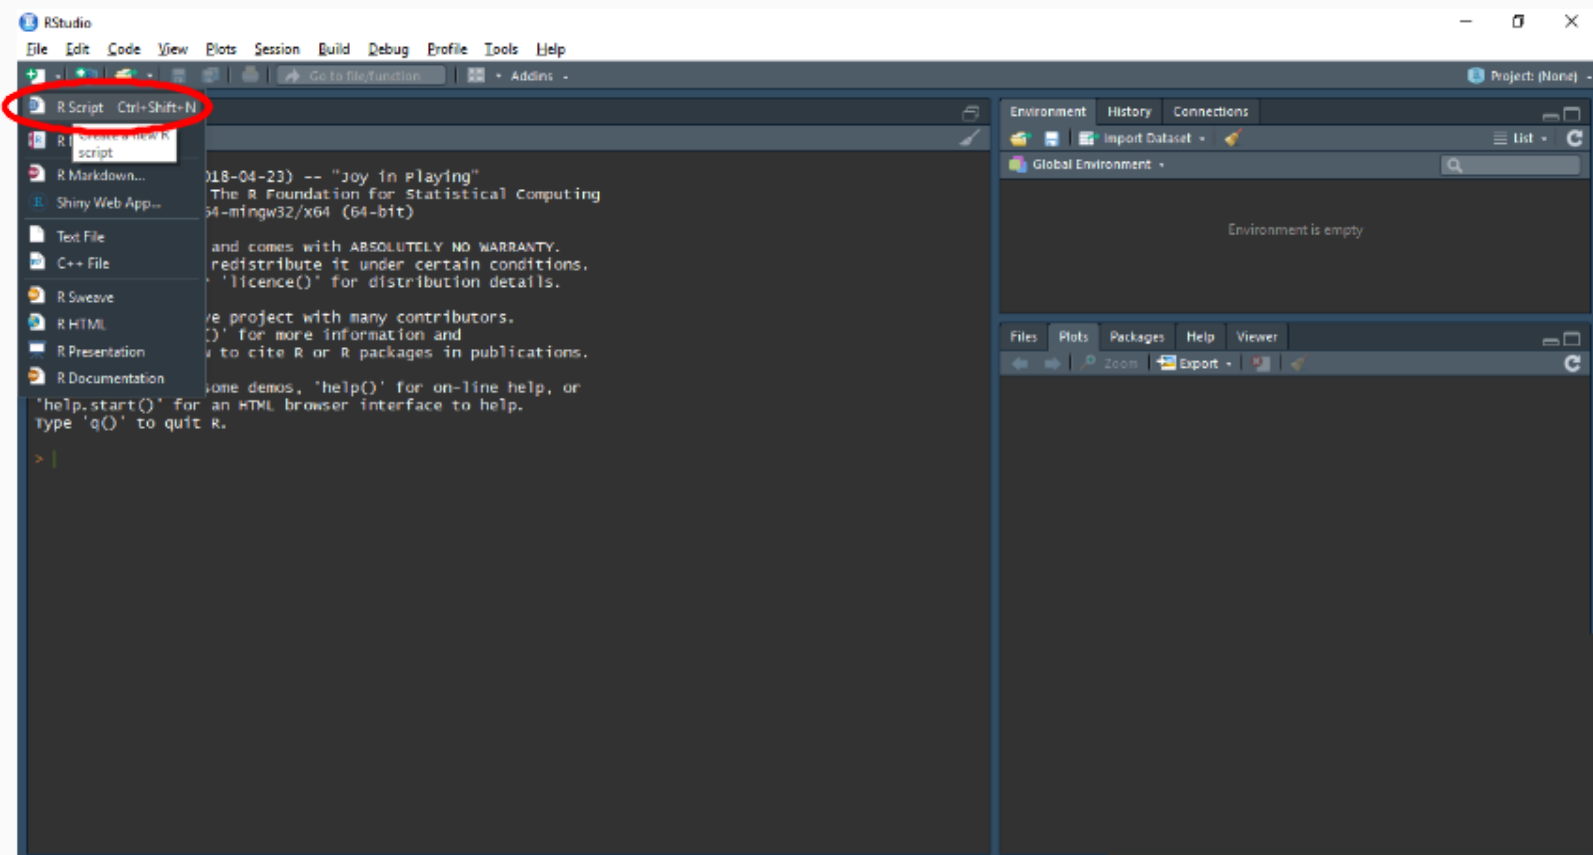 RStudio
File Edit Code View Plots Session Build Debug Profile Tools Help
Go to file/function Addins Project: (None)
R Script Ctrl+Shift+N
Create a new R
script
R Markdown...
Shiny Web App...
Text File
C++ File
R Sweave
R HTML
R Presentation
R Documentation
018-04-23) -- "Joy in Playing"
The R Foundation for Statistical Computing
64-mingw32/x64 (64-bit)
and comes with ABSOLUTELY NO WARRANTY.
redistribute it under certain conditions.
'licence()' for distribution details.
project with many contributors.
()' for more information and
to cite R or R packages in publications.
some demos, 'help()' for on-line help, or
'help.start()' for an HTML browser interface to help.
Type 'q()' to quit R.
>
Environment History Connections
Import Dataset List
Global Environment
Environment is empty
Files Plots Packages Help Viewer
Zoom Export